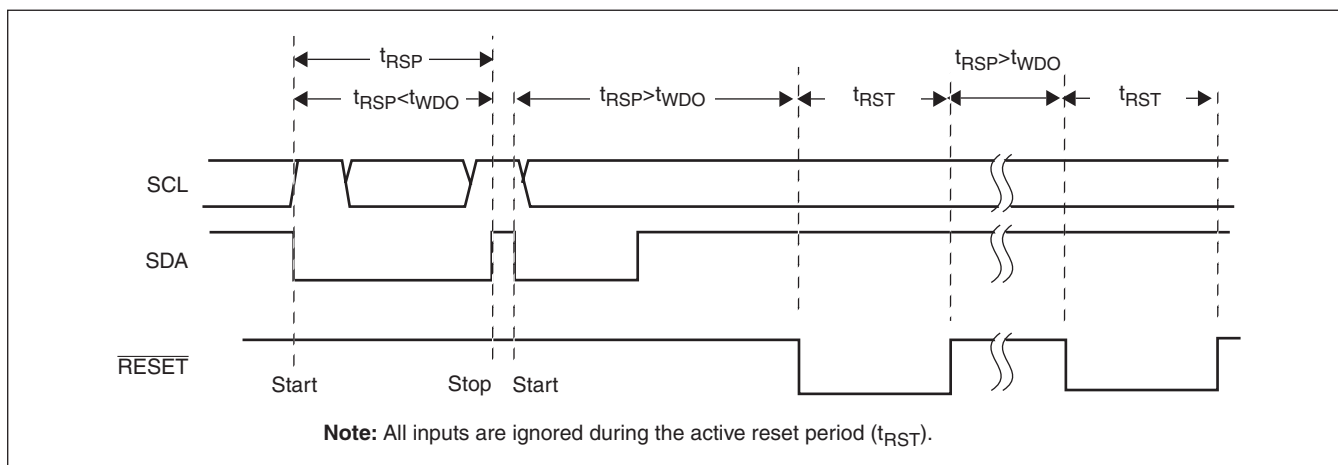 tRSP
tRSP<tWDO
tRSP>tWDO
tRST
tRSP>tWDO
tRST
SCL
SDA
RESET
Start
Stop
Start
Note: All inputs are ignored during the active reset period (tRST).